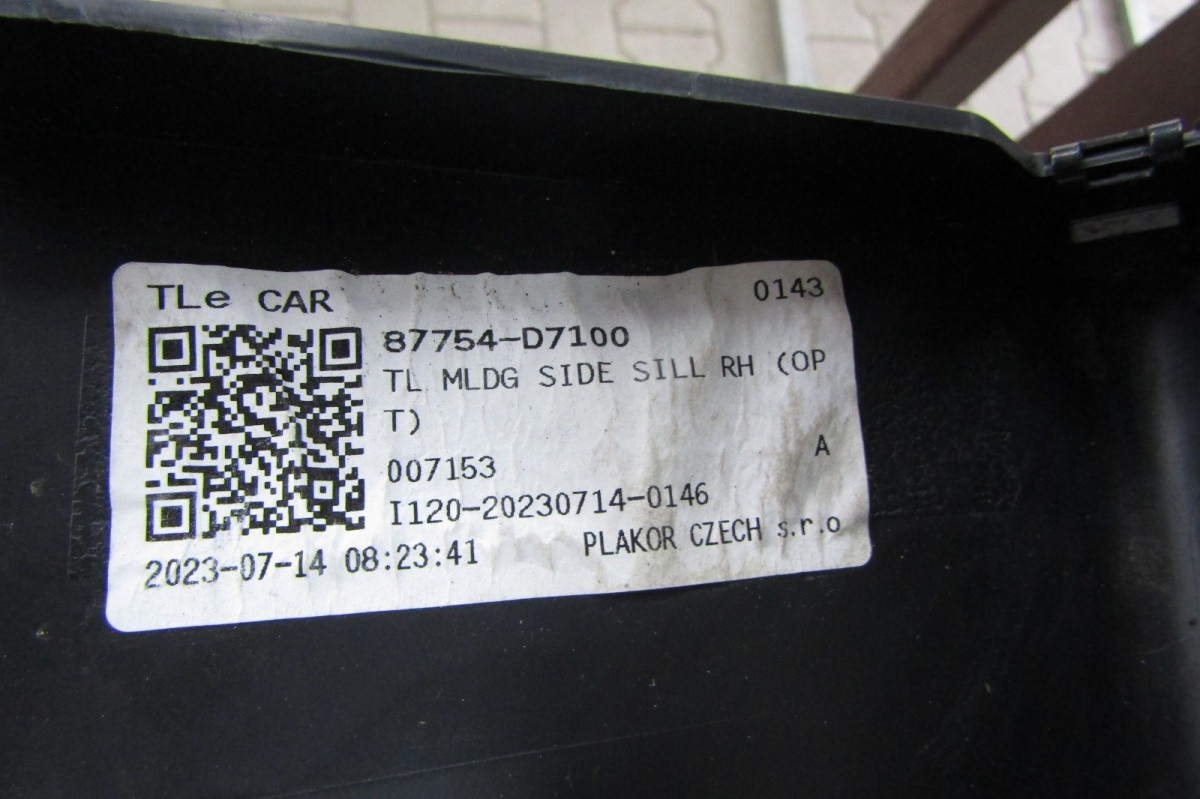 TLe CAR 0143
87754-D7100
TL MLDG SIDE SILL RH (OP
T)
007153 A
I120-20230714-0146
2023-07-14 08:23:41 PLAKOR CZECH s.r.o